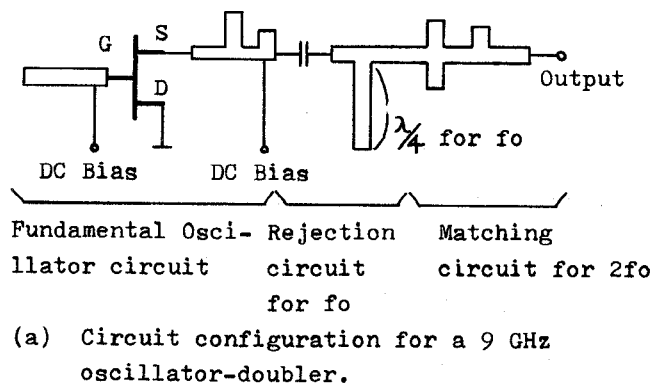 G
S
D
Output
λ/4 for fo
DC Bias
DC Bias
Fundamental Osci-
llator circuit
Rejection
circuit
for fo
Matching
circuit for 2fo
(a) Circuit configuration for a 9 GHz
oscillator-doubler.